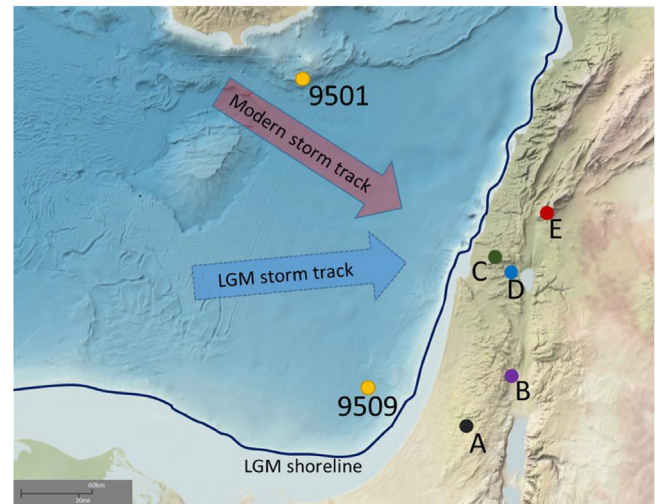 9501
Modern storm track
E
C
LGM storm track
D
B
9509
A
LGM shoreline
60km
30mi